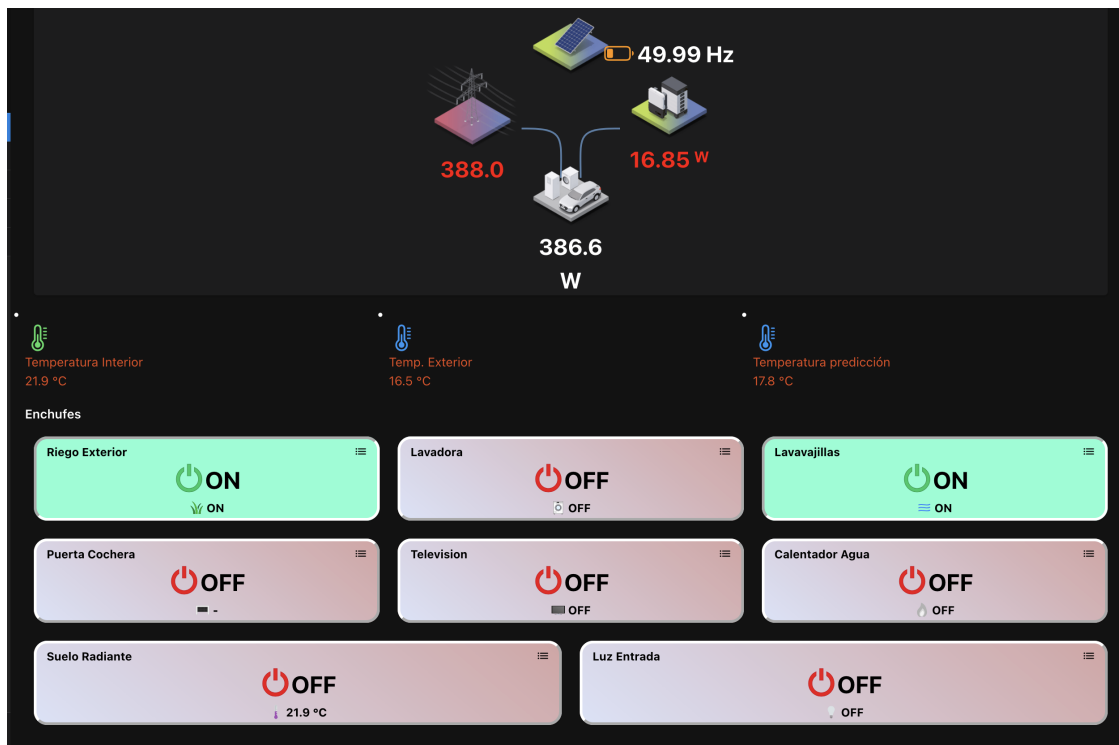 49.99 Hz
388.0
16.85 W
386.6
W
Temperatura Interior
21.9 °C
Temp. Exterior
16.5 °C
Temperatura predicción
17.8 °C
Enchufes
Riego Exterior
ON
ON
Lavadora
OFF
OFF
Lavavajillas
ON
ON
Puerta Cochera
OFF
-
Television
OFF
OFF
Calentador Agua
OFF
OFF
Suelo Radiante
OFF
21.9 °C
Luz Entrada
OFF
OFF